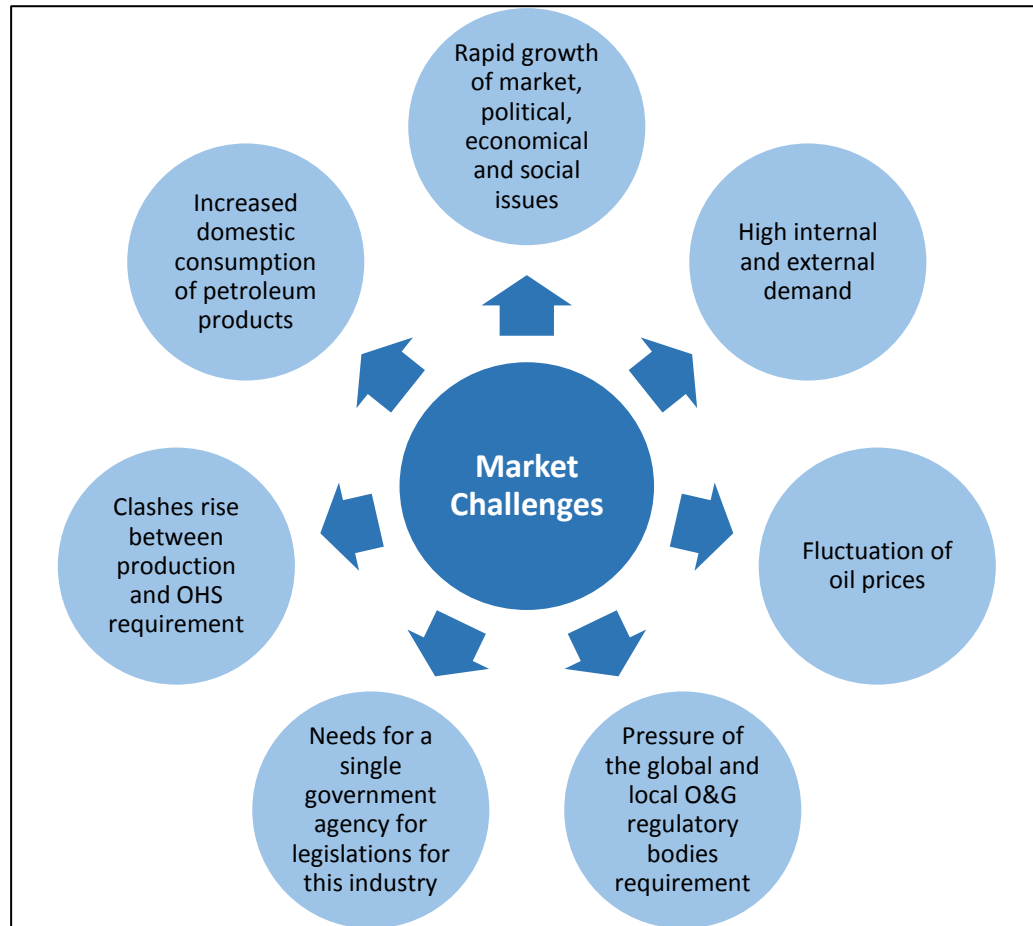 Rapid growth
of market,
political,
economical
and social
issues
High internal
and external
demand
Fluctuation of
oil prices
Pressure of
the global and
local O&G
regulatory
bodies
requirement
Needs for a
single
government
agency for
legislations for
this industry
Clashes rise
between
production
and OHS
requirement
Increased
domestic
consumption
of petroleum
products
Market
Challenges